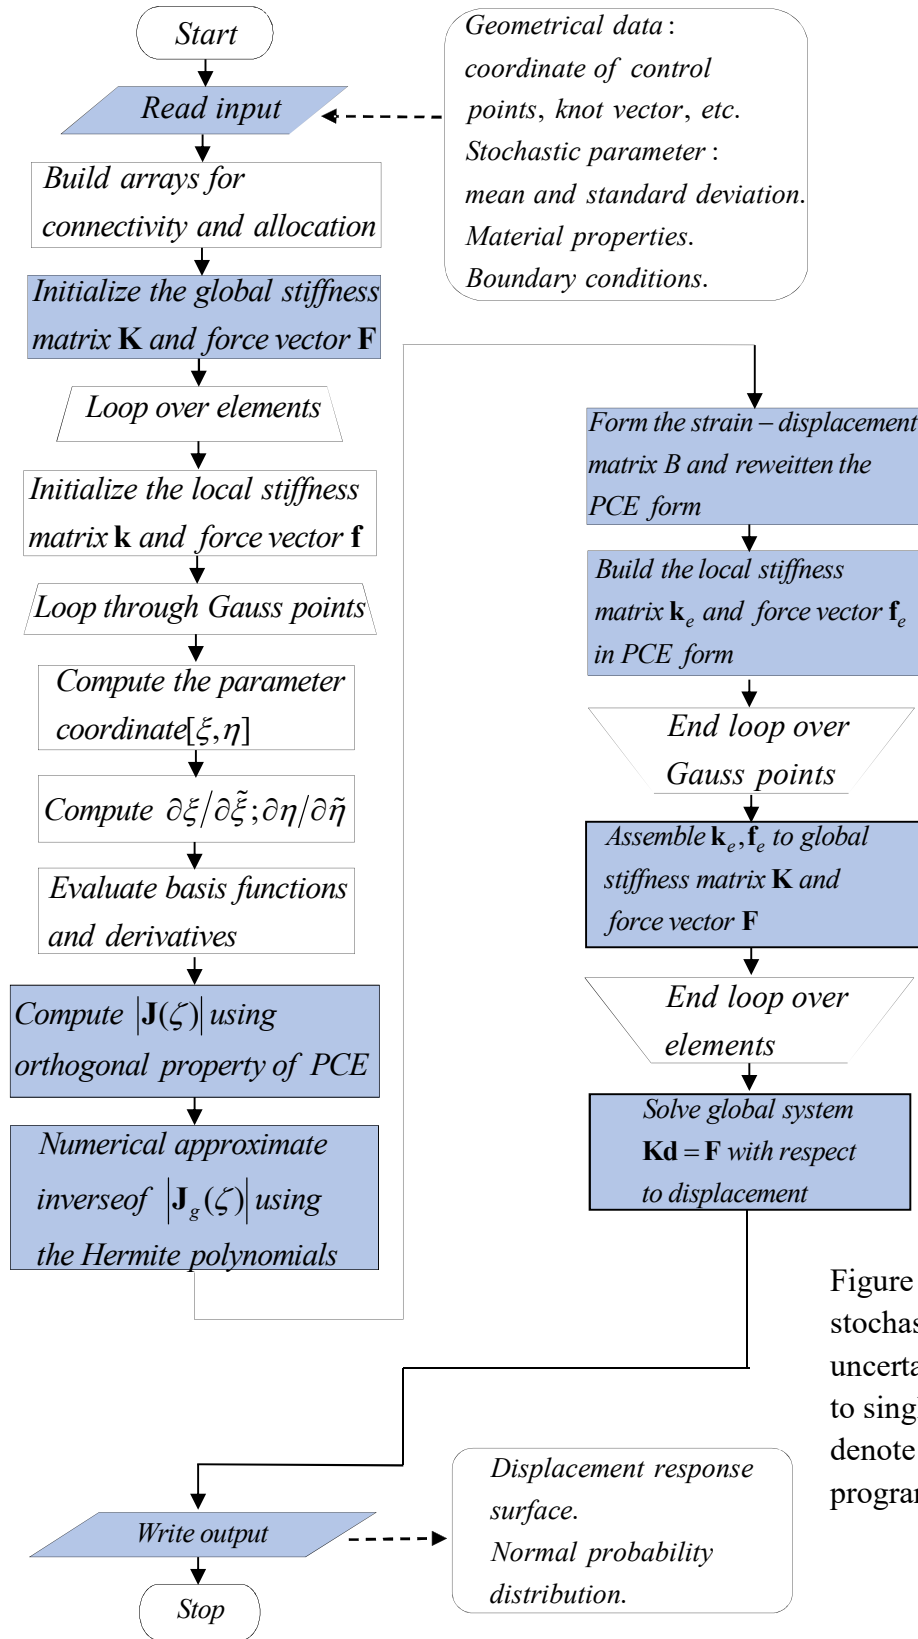 Start
Read input
Geometrical data :
coordinate of control
points, knot vector, etc.
Stochastic parameter :
mean and standard deviation.
Material properties.
Boundary conditions.
Build arrays for
connectivity and allocation
Initialize the global stiffness
matrix K and force vector F
Loop over elements
Initialize the local stiffness
matrix k and force vector f
Loop through Gauss points
Compute the parameter
coordinate[ξ,η]
Compute ∂ξ/∂ξ̃;∂η/∂η̃
Evaluate basis functions
and derivatives
Compute |J(ζ)| using
orthogonal property of PCE
Numerical approximate
inverseof |J_g(ζ)| using
the Hermite polynomials
Form the strain – displacement
matrix B and reweitten the
PCE form
Build the local stiffness
matrix k_e and force vector f_e
in PCE form
End loop over
Gauss points
Assemble k_e,f_e to global
stiffness matrix K and
force vector F
End loop over
elements
Solve global system
Kd = F with respect
to displacement
Figure
stochas
uncerta
to sing
denote
program
Write output
Displacement response
surface.
Normal probability
distribution.
Stop